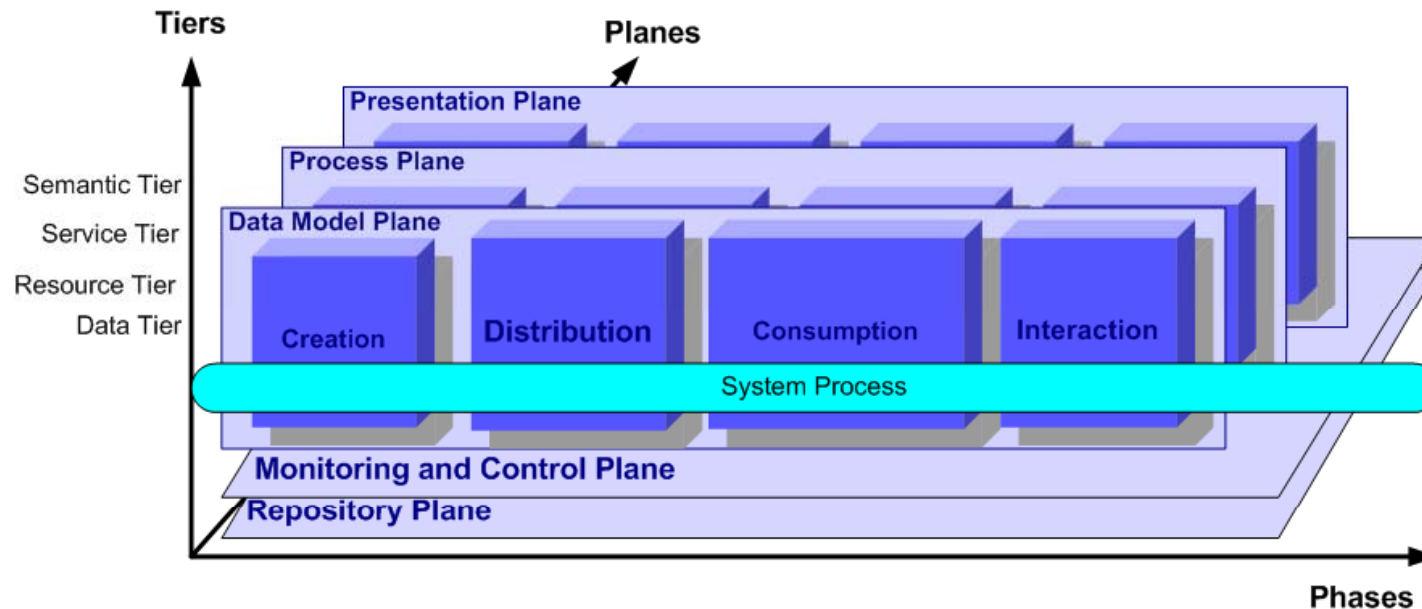 Tiers
Planes
Presentation Plane
Process Plane
Semantic Tier
Data Model Plane
Service Tier
Resource Tier
Data Tier
Creation
Distribution
Consumption
Interaction
System Process
Monitoring and Control Plane
Repository Plane
Phases